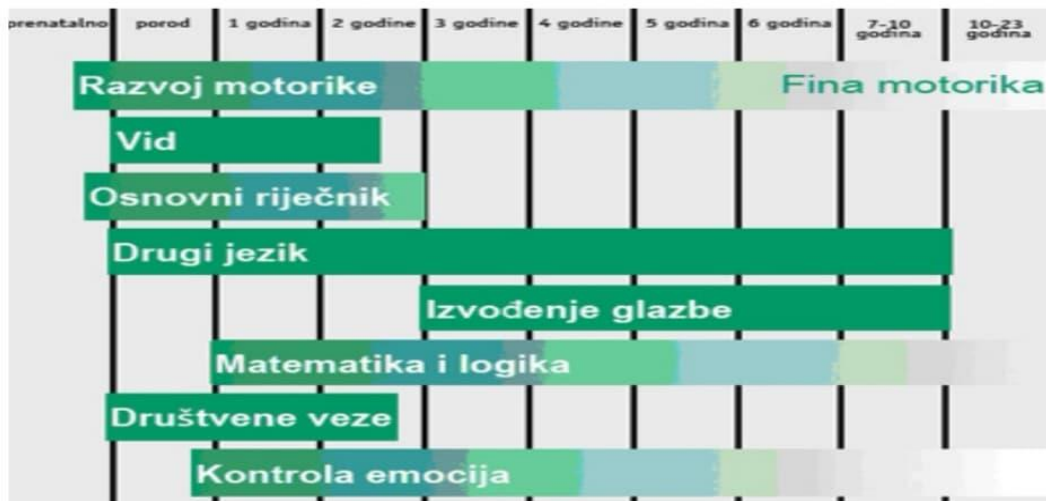 prenatalno porod 1 godina 2 godine 3 godine 4 godine 5 godina 6 godina 7-10 godina 10-23 godina
Razvoj motorike Fina motorika
Vid
Osnovni riječnik
Drugi jezik
Izvođenje glazbe
Matematika i logika
Društvene veze
Kontrola emocija